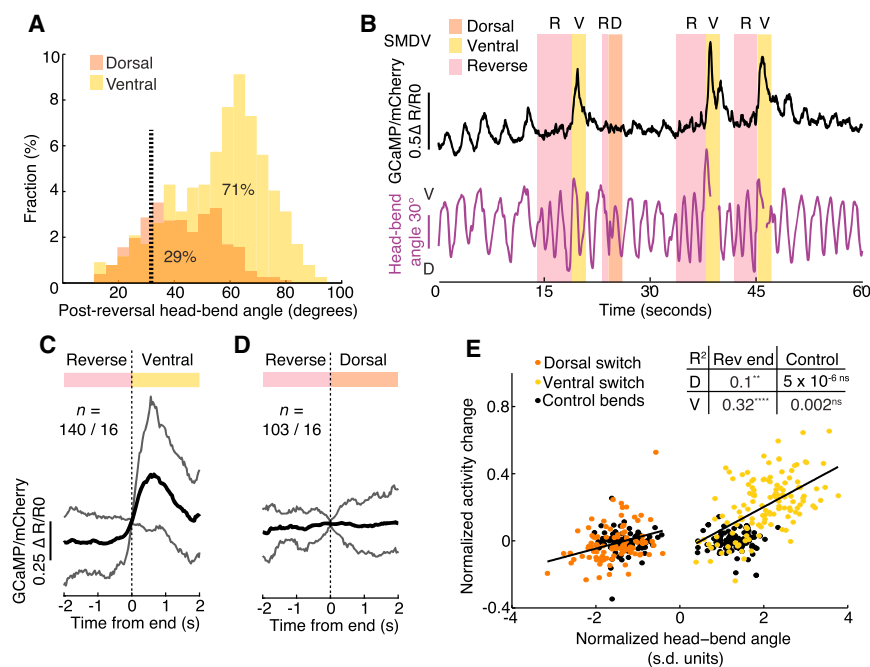 A
Dorsal
Ventral
10
8
6
4
2
0
Fraction (%)
71%
29%
20 40 60 80 100
Post-reversal head-bend angle (degrees)
B
R V R D R V R V
SMDV
Dorsal
Ventral
Reverse
GCaMP/mCherry
0.5Δ R/R0
V
Head-bend
angle 30°
D
0 15 30 45 60
Time (seconds)
C
Reverse Ventral
n =
140 / 16
GCaMP/mCherry
0.25 Δ R/R0
-2 -1 0 1 2
Time from end (s)
D
Reverse Dorsal
n =
103 / 16
-2 -1 0 1 2
Time from end (s)
E
Dorsal switch
Ventral switch
Control bends
R² Rev end Control
D 0.1** 5 x 10⁻⁶ ns
V 0.32**** 0.002ns
Normalized activity change
0.8
0.4
0
-0.4
-4 -2 0 2 4
Normalized head−bend angle
(s.d. units)